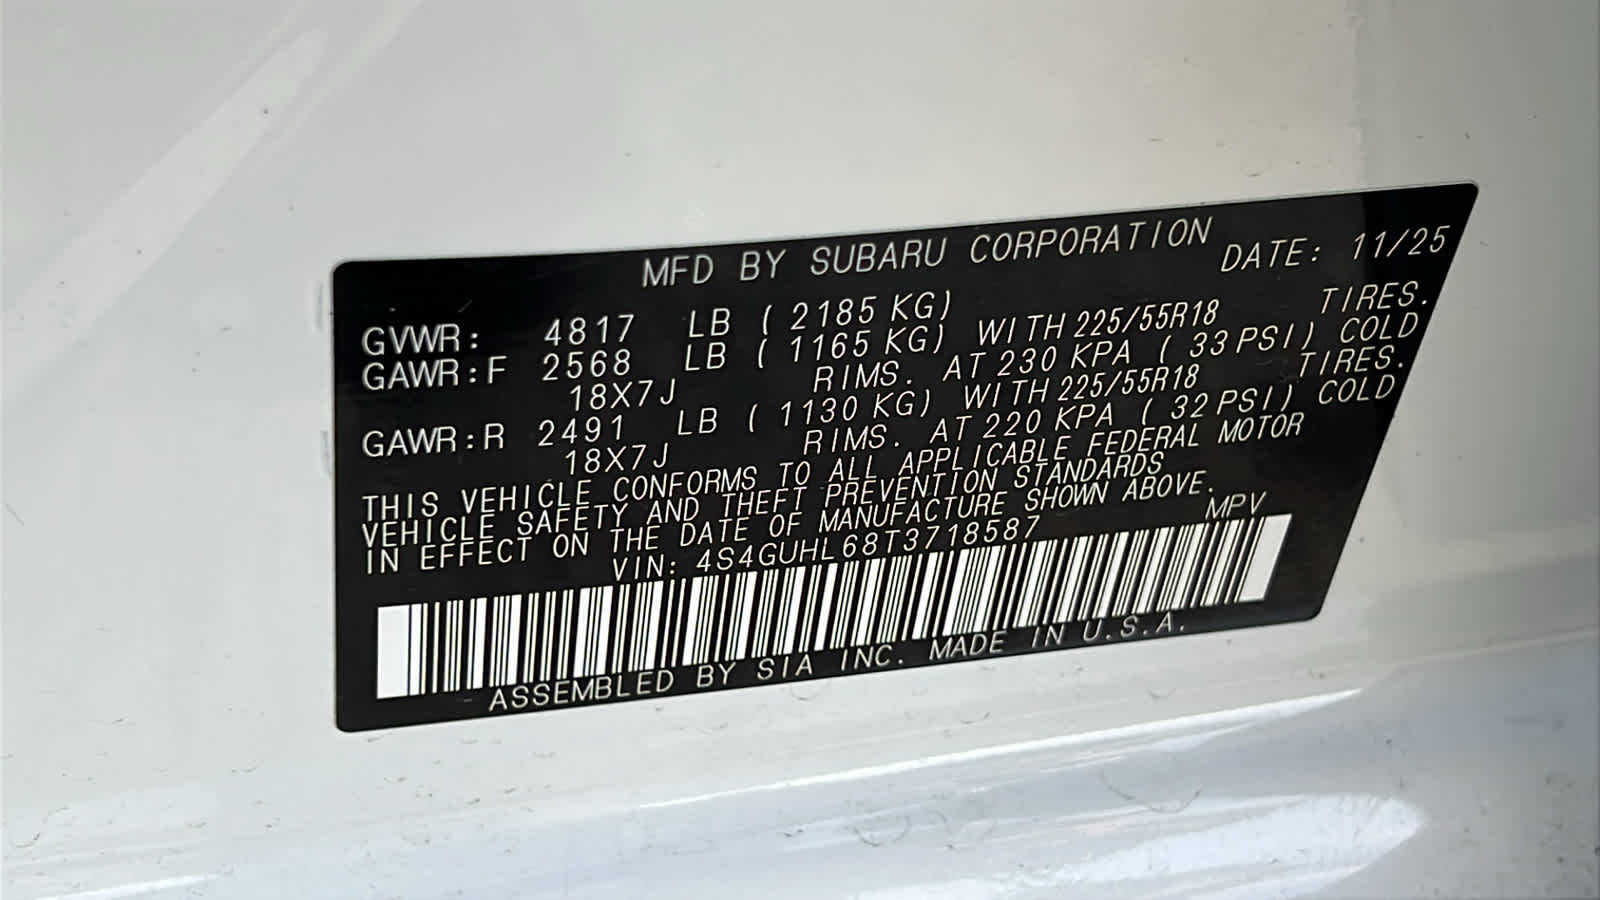 MFD BY SUBARU CORPORATION DATE: 11/25
GVWR: 4817 LB ( 2185 KG)
GAWR:F 2568 LB ( 1165 KG) WITH 225/55R18 TIRES.
18X7J RIMS. AT 230 KPA ( 33 PSI) COLD
GAWR:R 2491 LB ( 1130 KG) WITH 225/55R18 TIRES.
18X7J RIMS. AT 220 KPA ( 32 PSI) COLD
THIS VEHICLE CONFORMS TO ALL APPLICABLE FEDERAL MOTOR
VEHICLE SAFETY AND THEFT PREVENTION STANDARDS
IN EFFECT ON THE DATE OF MANUFACTURE SHOWN ABOVE.
VIN: 4S4GUHL68T3718587 MPV
ASSEMBLED BY SIA INC. MADE IN U.S.A.